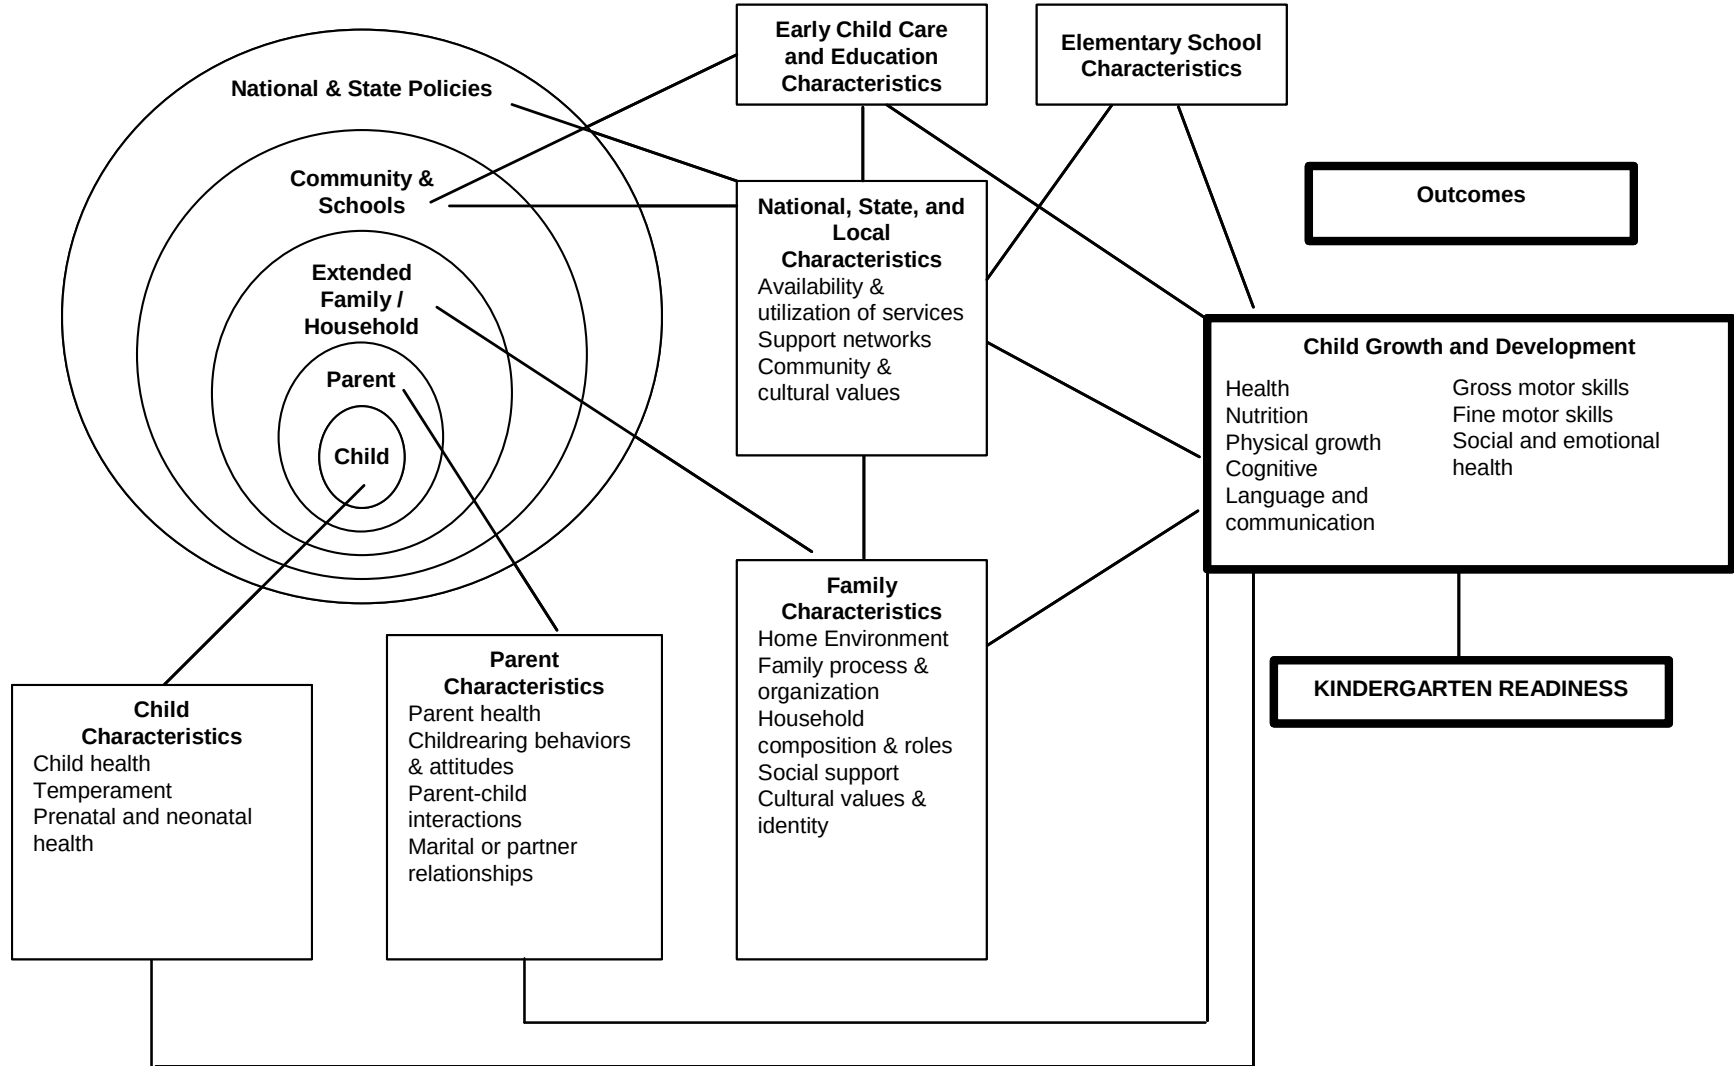 National & State Policies
Community &
Schools
Extended
Family /
Household
Parent
Child
Early Child Care
and Education
Characteristics
Elementary School
Characteristics
National, State, and
Local
Characteristics
Availability &
utilization of services
Support networks
Community &
cultural values
Outcomes
Child Growth and Development
Health
Nutrition
Physical growth
Cognitive
Language and
communication
Gross motor skills
Fine motor skills
Social and emotional
health
KINDERGARTEN READINESS
Child
Characteristics
Child health
Temperament
Prenatal and neonatal
health
Parent
Characteristics
Parent health
Childrearing behaviors
& attitudes
Parent-child
interactions
Marital or partner
relationships
Family
Characteristics
Home Environment
Family process &
organization
Household
composition & roles
Social support
Cultural values &
identity